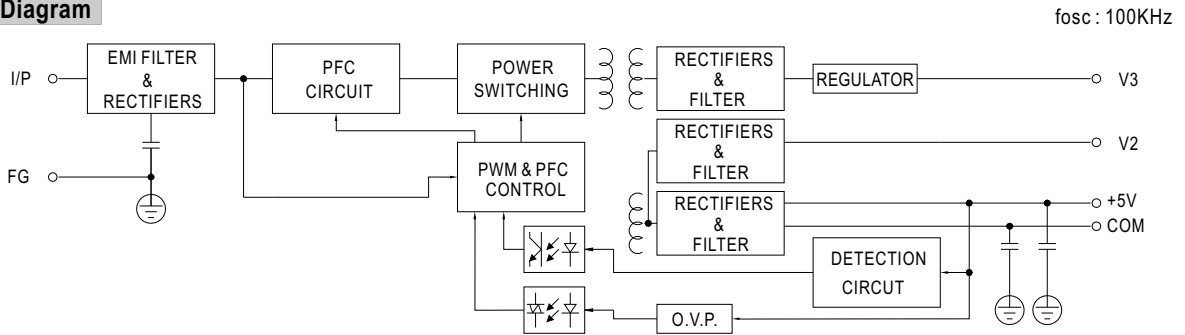 Diagram
fosc : 100KHz
I/P
EMI FILTER
&
RECTIFIERS
PFC
CIRCUIT
POWER
SWITCHING
RECTIFIERS
&
FILTER
REGULATOR
V3
RECTIFIERS
&
FILTER
V2
FG
PWM & PFC
CONTROL
RECTIFIERS
&
FILTER
+5V
COM
DETECTION
CIRCUT
O.V.P.